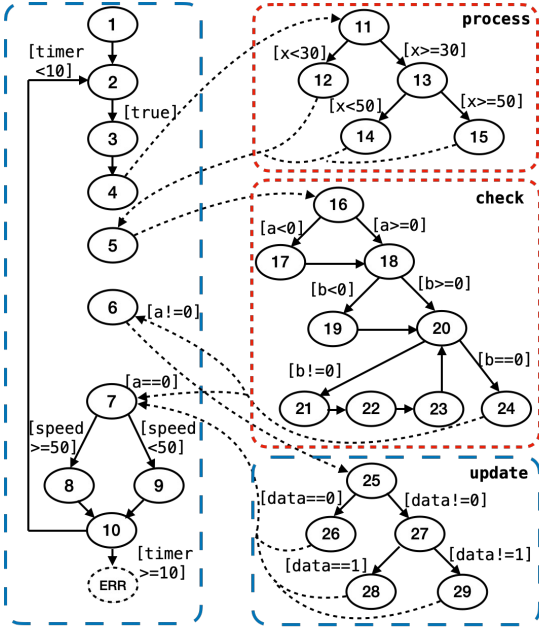 1
[timer
<10]
2
[true]
3
4
5
6
[a!=0]
[a==0]
7
[speed
>=50]
[speed
<50]
8
9
10
[timer
>=10]
ERR
process
11
[x<30]
[x>=30]
12
13
[x<50]
[x>=50]
14
15
check
16
[a<0]
[a>=0]
17
18
[b<0]
[b>=0]
19
20
[b!=0]
[b==0]
21
22
23
24
update
25
[data==0]
[data!=0]
26
27
[data==1]
[data!=1]
28
29